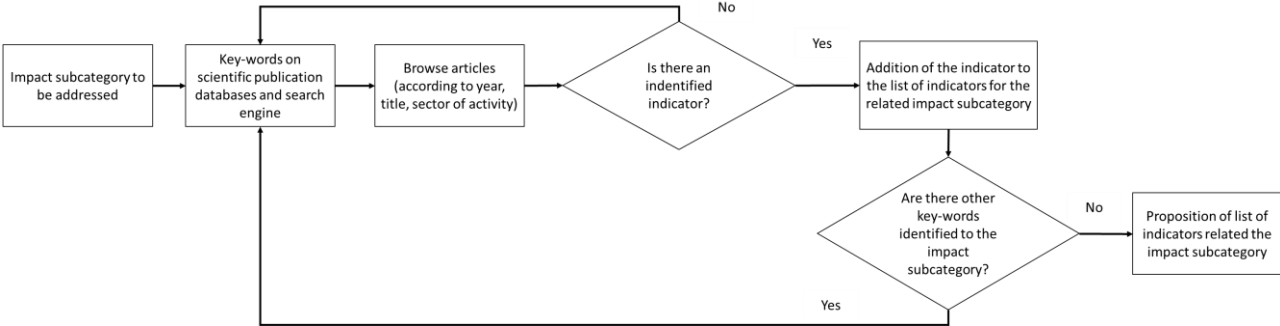 No
Impact subcategory to
be addressed
Key-words on
scientific publication
databases and search
engine
Browse articles
(according to year,
title, sector of activity)
Is there an
indentified
indicator?
Yes
Addition of the indicator to
the list of indicators for the
related impact subcategory
Are there other
key-words
identified to the
impact
subcategory?
No
Proposition of list of
indicators related the
impact subcategory
Yes